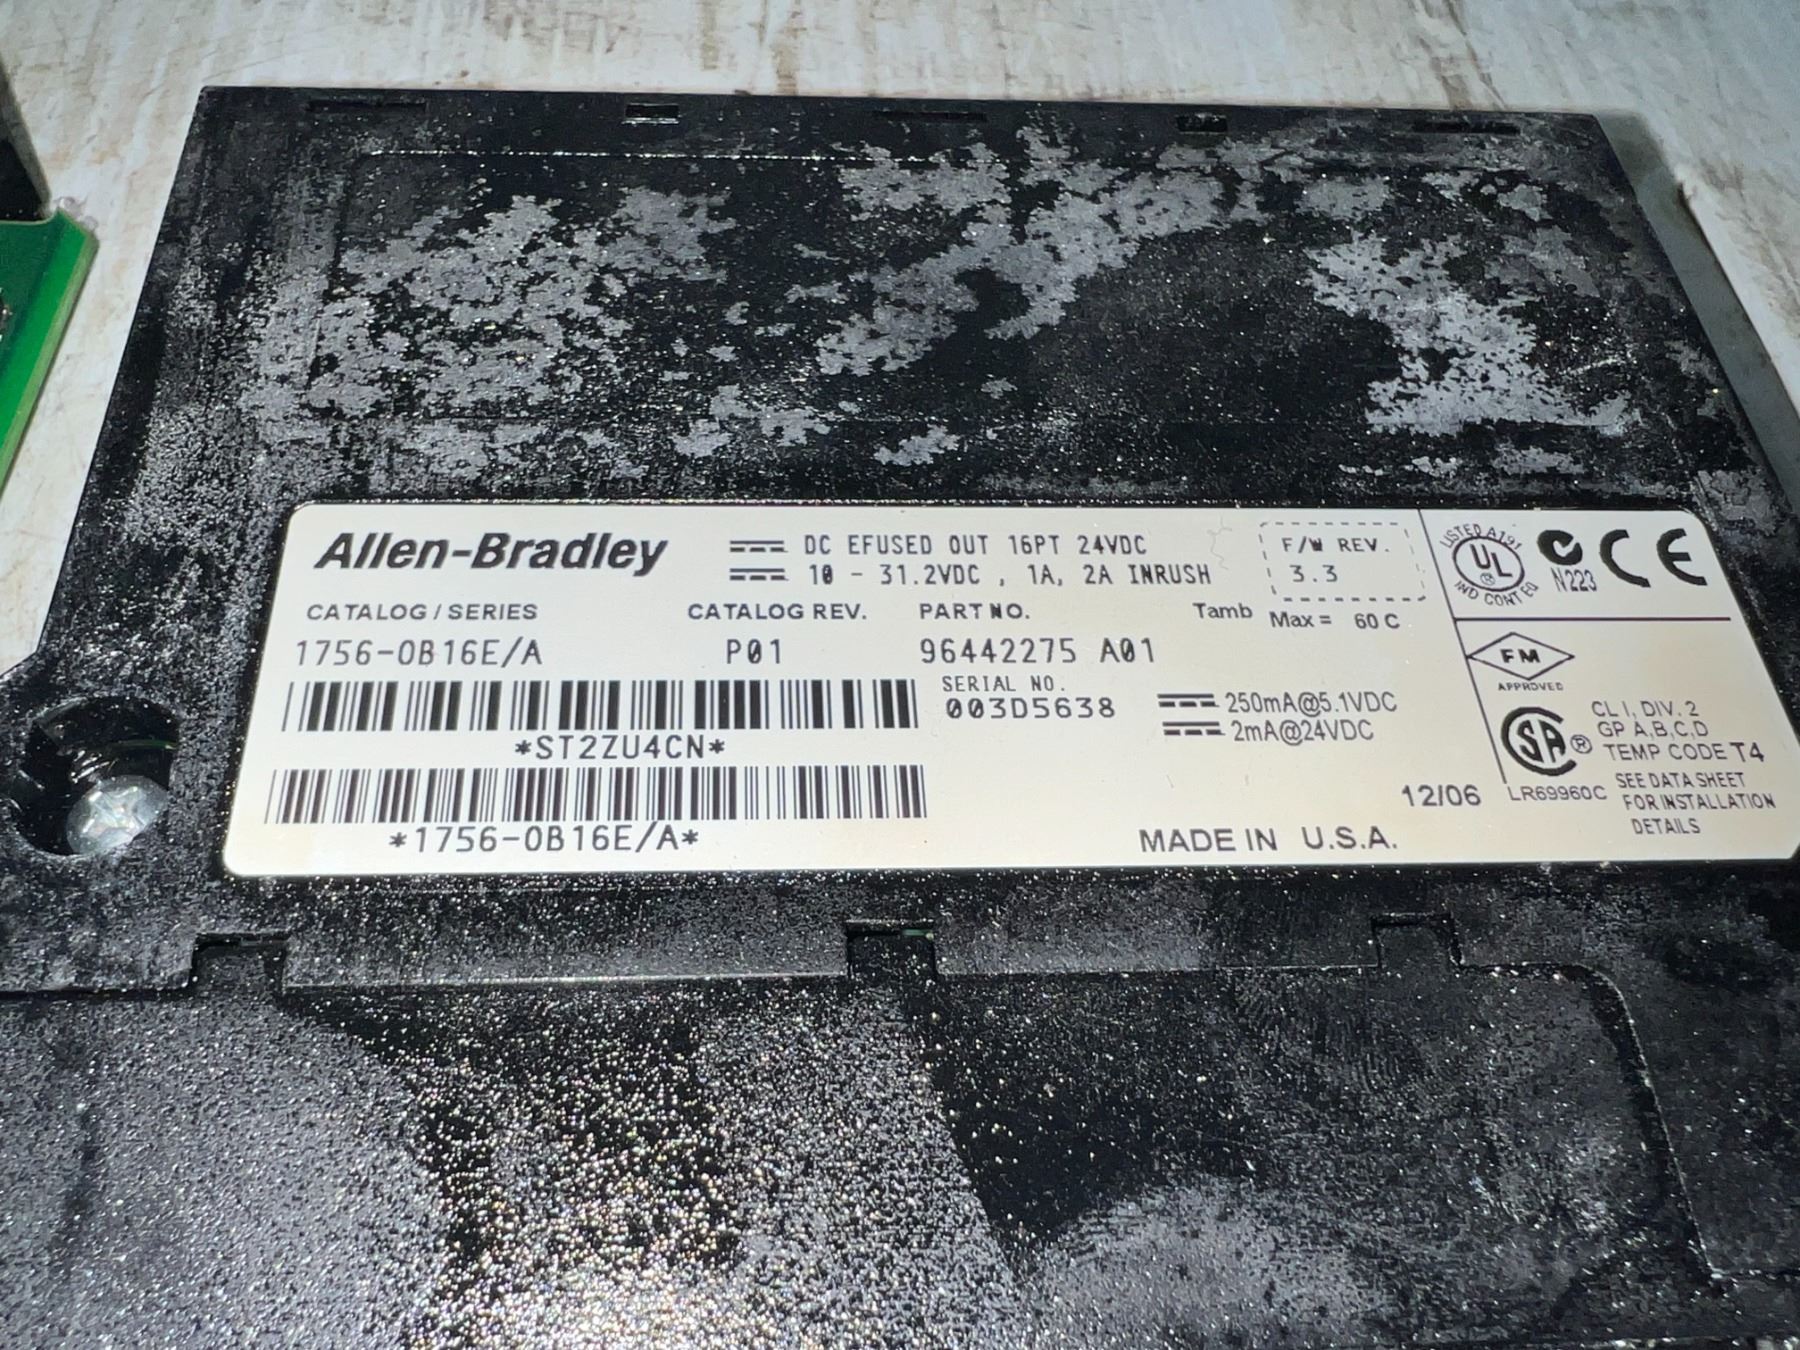 Allen-Bradley
DC EFUSED OUT 16PT 24VDC
10 - 31.2VDC , 1A, 2A INRUSH
F/W REV.
3.3
CATALOG / SERIES
CATALOG REV.
PART NO.
Tamb Max = 60 C
1756-OB16E/A
P01
96442275 A01
SERIAL NO.
003D5638
250mA@5.1VDC
2mA@24VDC
*ST2ZU4CN*
*1756-OB16E/A*
12/06
MADE IN U.S.A.
LISTED A791
UL
®
IND CONT EQ
N223
CE
FM
APPROVED
SA ®
LR69960C
CL I, DIV. 2
GP A,B,C,D
TEMP CODE T4
SEE DATA SHEET
FOR INSTALLATION
DETAILS